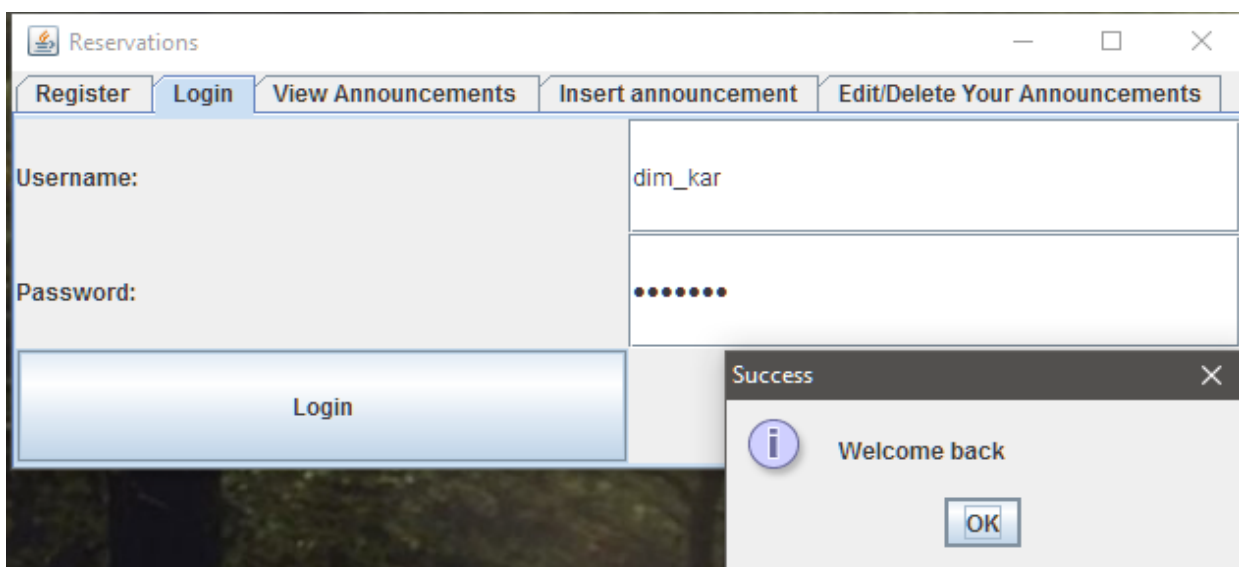 Reservations
Register Login View Announcements Insert announcement Edit/Delete Your Announcements
Username: dim_kar
Password: •••••••
Login
Success
Welcome back
OK